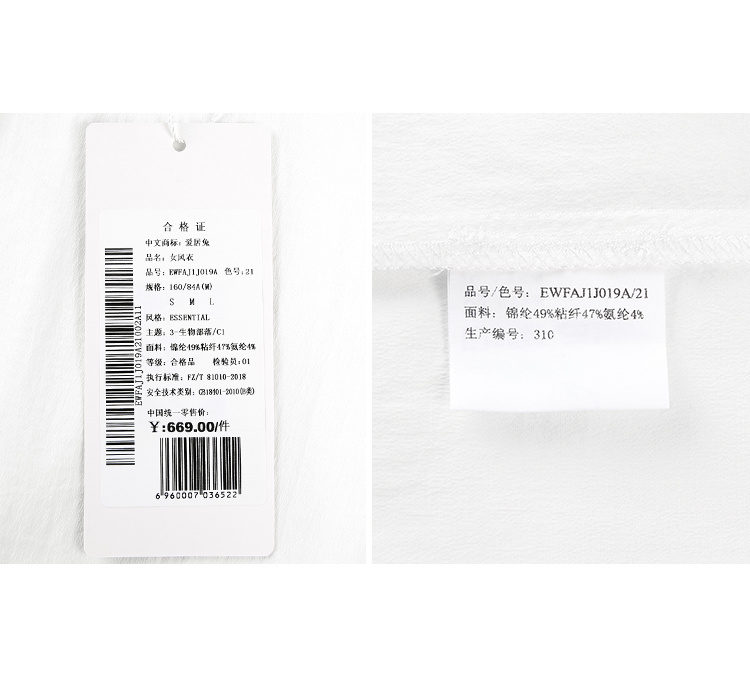 合格证
中文商标: 爱居兔
品名: 女风衣
品号: EWFAJ1J019A 色号: 21
规格: 160/84A(M)
S M L
风格: ESSENTIAL
主题: 3-生物部落/C1
面料: 锦纶49%粘纤47%氨纶4%
等级: 合格品 检验员: 01
执行标准: FZ/T 81010-2018
安全技术类别: GB18401-2010(B类)
中国统一零售价:
¥:669.00/件
6 960007 036522
EWFAJ1J019A21002A11
品号/色号: EWFAJ1J019A/21
面料: 锦纶49%粘纤47%氨纶4%
生产编号: 310